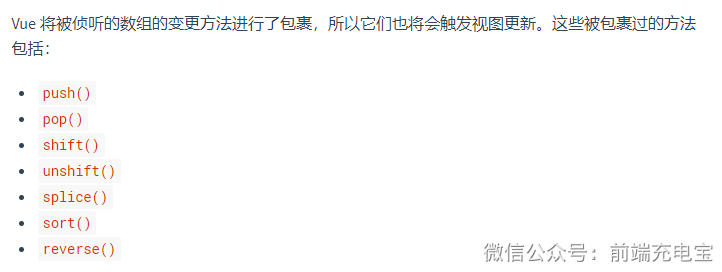 Vue 将被侦听的数组的变更方法进行了包裹，所以它们也将会触发视图更新。这些被包裹过的方法
包括：
push()
pop()
shift()
unshift()
splice()
sort()
reverse()
微信公众号：前端充电宝